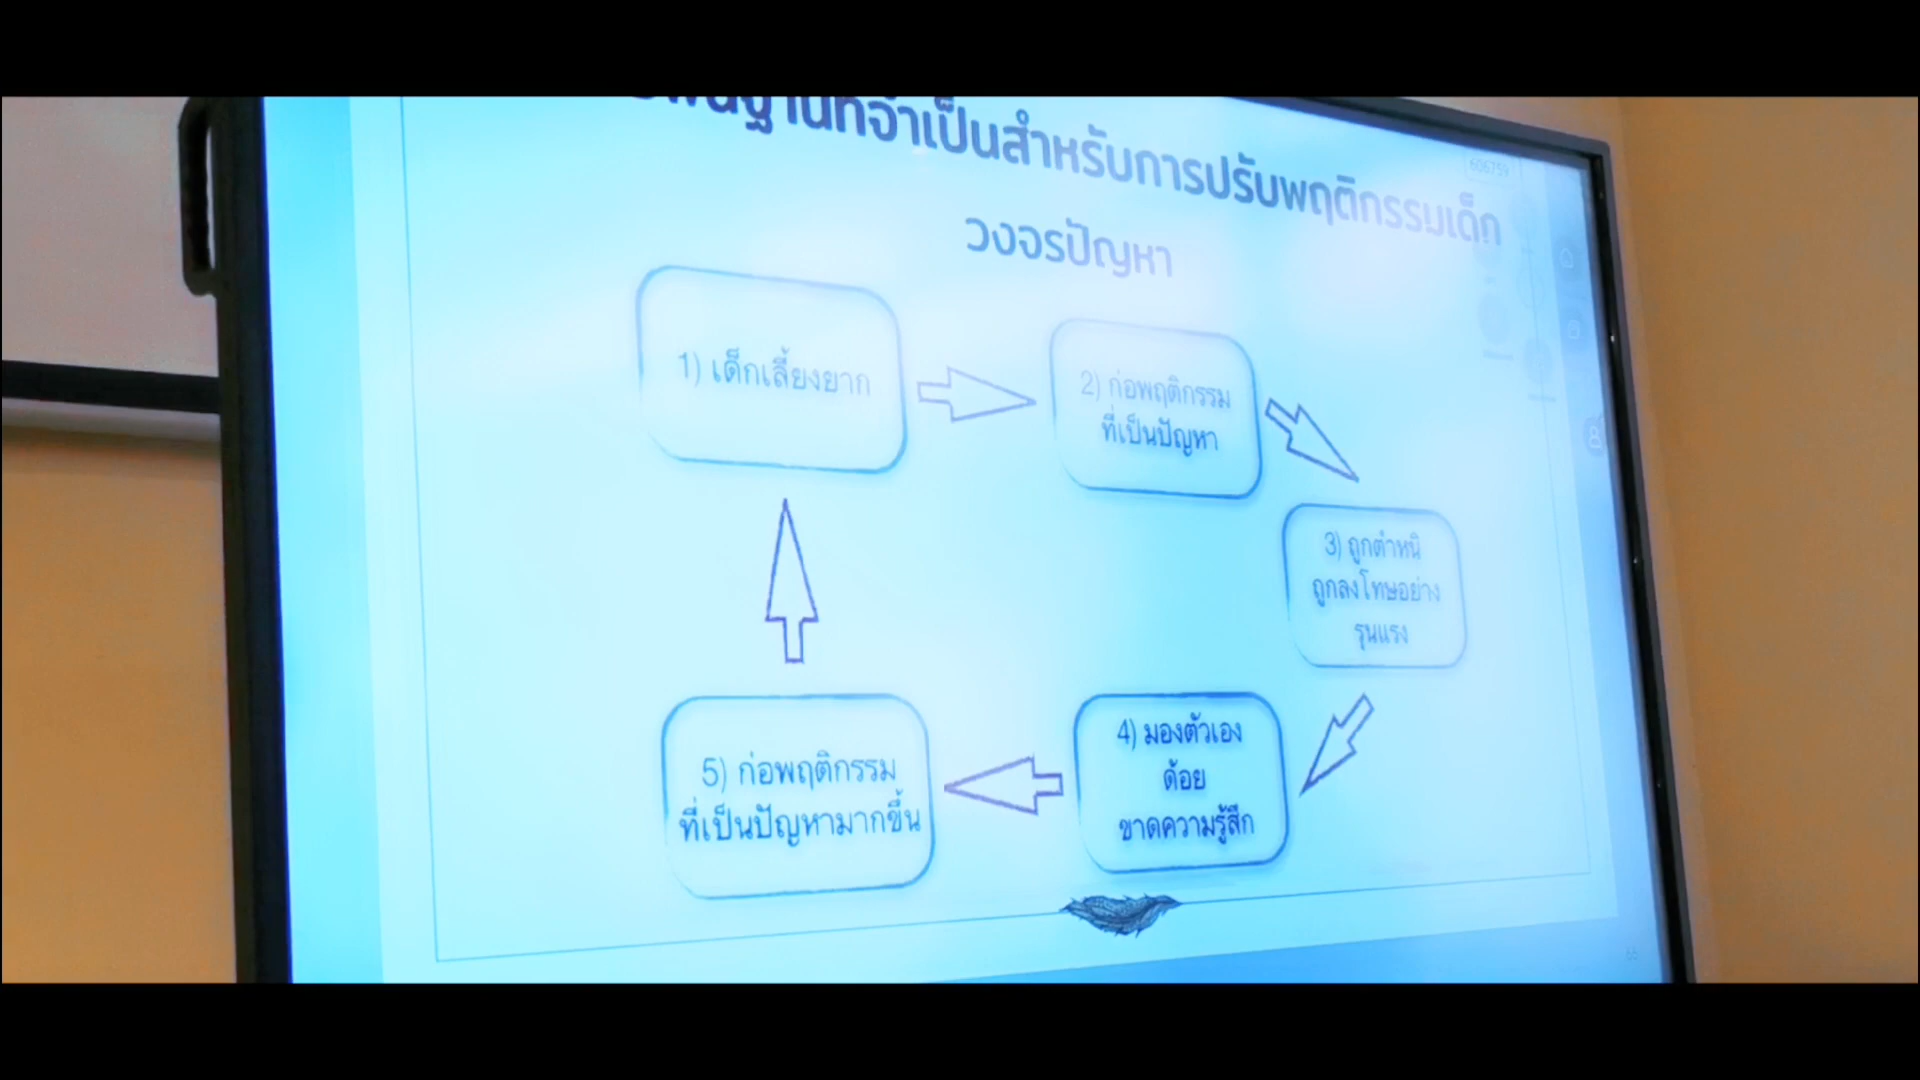 พื้นฐานที่จำเป็นสำหรับการปรับพฤติกรรมเด็ก
606759
วงจรปัญหา
1) เด็กเลี้ยงยาก
2) ก่อพฤติกรรม
ที่เป็นปัญหา
3) ถูกตำหนิ
ถูกลงโทษอย่าง
รุนแรง
4) มองตัวเอง
ด้อย
ขาดความรู้สึก
5) ก่อพฤติกรรม
ที่เป็นปัญหามากขึ้น